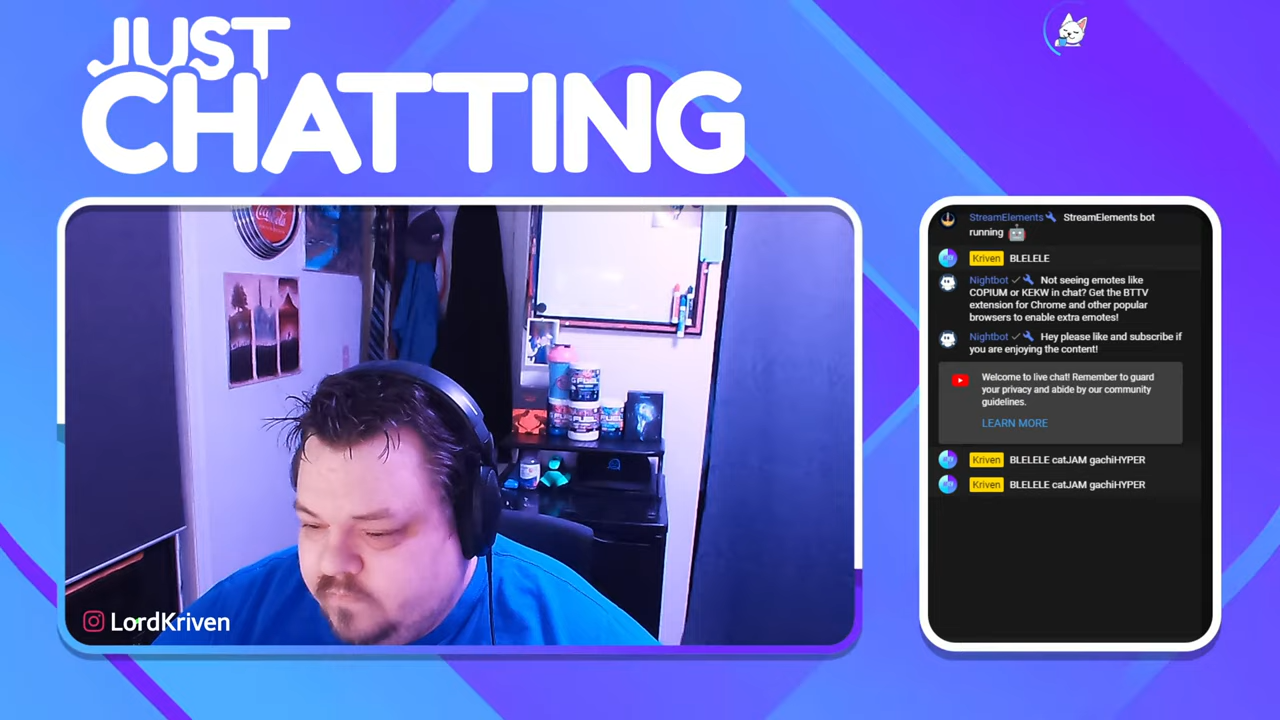 JUST
CHATTING
Coca-Cola
GFUEL
LordKriven
StreamElements StreamElements bot
running
Kriven BLELELE
Nightbot Not seeing emotes like
COPIUM or KEKW in chat? Get the BTTV
extension for Chrome and other popular
browsers to enable extra emotes!
Nightbot Hey please like and subscribe if
you are enjoying the content!
Welcome to live chat! Remember to guard
your privacy and abide by our community
guidelines.
LEARN MORE
Kriven BLELELE catJAM gachiHYPER
Kriven BLELELE catJAM gachiHYPER